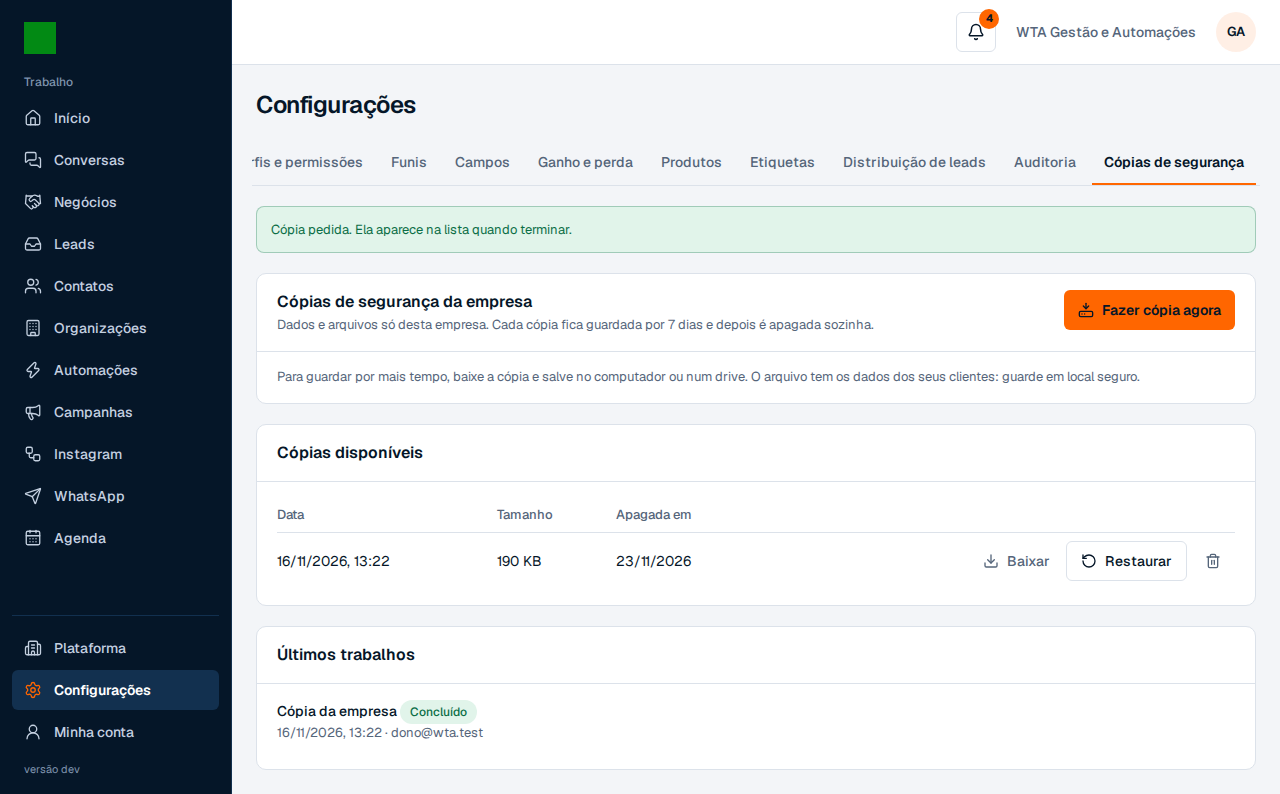 4
WTA Gestão e Automações
GA
Trabalho
Início
Conversas
Negócios
Leads
Contatos
Organizações
Automações
Campanhas
Instagram
WhatsApp
Agenda
Plataforma
Configurações
Minha conta
versão dev
Configurações
fis e permissões
Funis
Campos
Ganho e perda
Produtos
Etiquetas
Distribuição de leads
Auditoria
Cópias de segurança
Cópia pedida. Ela aparece na lista quando terminar.
Cópias de segurança da empresa
Dados e arquivos só desta empresa. Cada cópia fica guardada por 7 dias e depois é apagada sozinha.
Fazer cópia agora
Para guardar por mais tempo, baixe a cópia e salve no computador ou num drive. O arquivo tem os dados dos seus clientes: guarde em local seguro.
Cópias disponíveis
Data Tamanho Apagada em
16/11/2026, 13:22 190 KB 23/11/2026 Baixar Restaurar
Últimos trabalhos
Cópia da empresa Concluído
16/11/2026, 13:22 · dono@wta.test